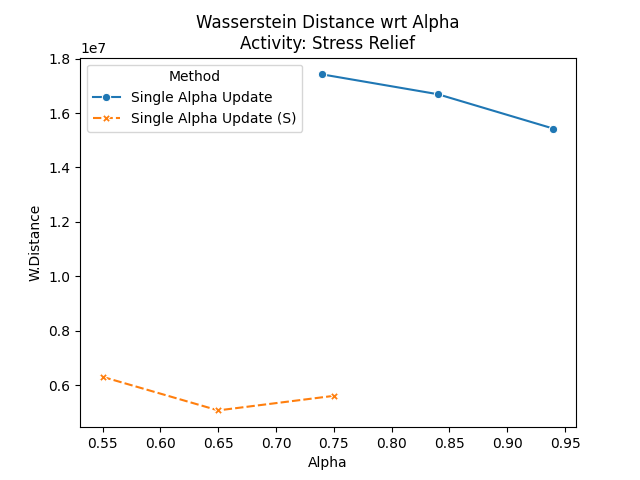 Wasserstein Distance wrt Alpha
Activity: Stress Relief
1e7
Method
Single Alpha Update
Single Alpha Update (S)
W.Distance
1.8
1.6
1.4
1.2
1.0
0.8
0.6
0.55 0.60 0.65 0.70 0.75 0.80 0.85 0.90 0.95
Alpha